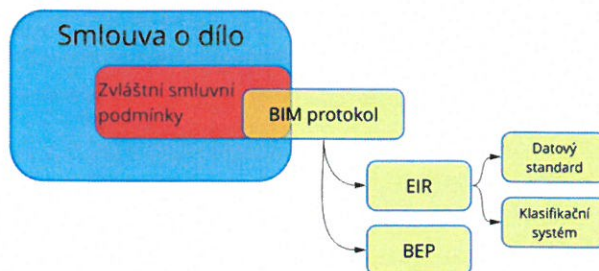 Smlouva o dílo
Zvláštní smluvní
podmínky
BIM protokol
EIR
BEP
Datový
standard
Klasifikační
systém